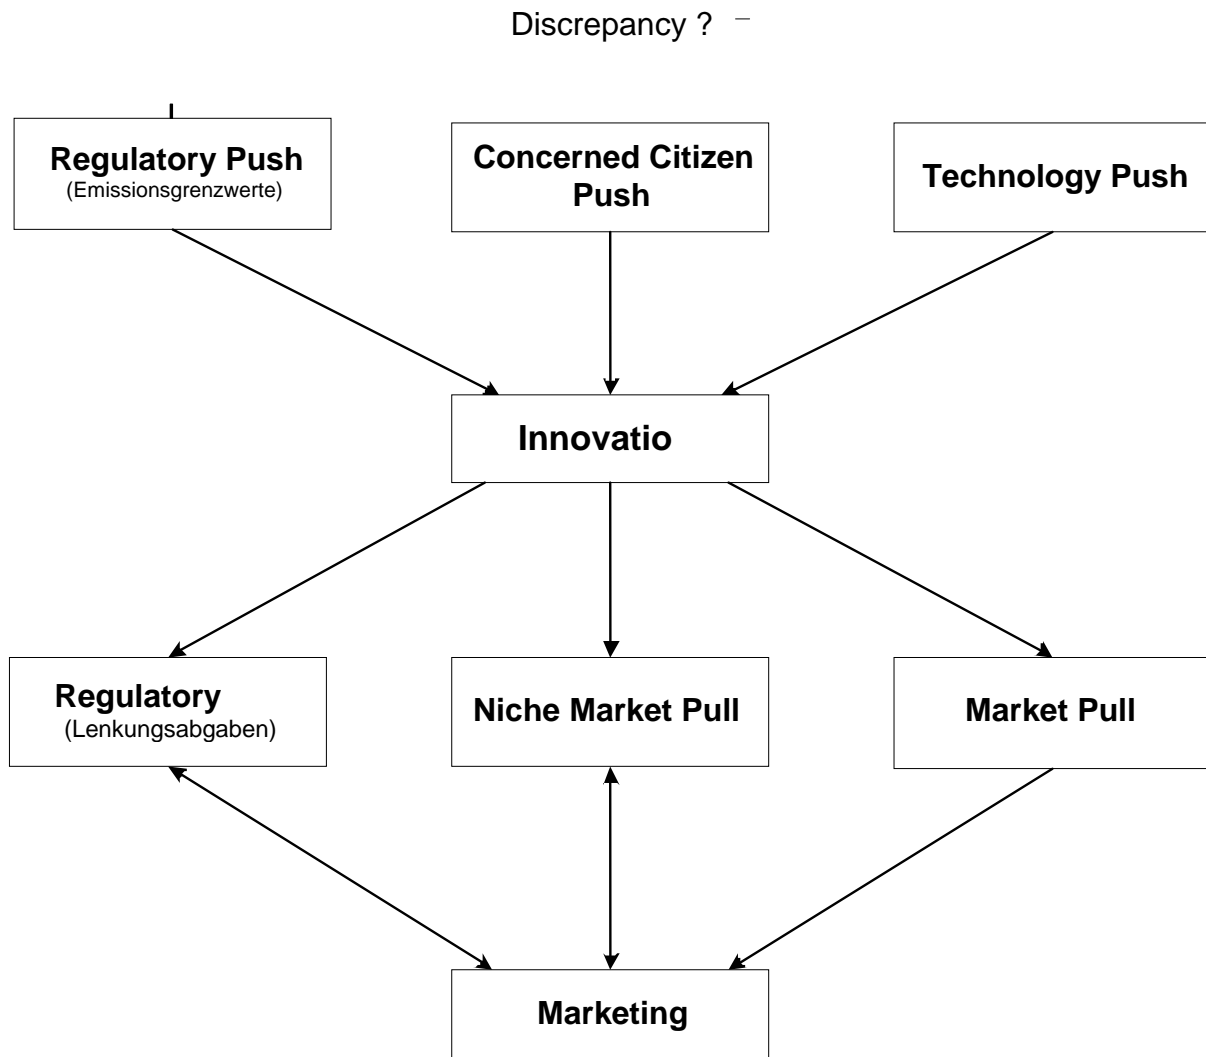 Discrepancy ? –
Regulatory Push
(Emissionsgrenzwerte)
Concerned Citizen
Push
Technology Push
Innovatio
Regulatory
(Lenkungsabgaben)
Niche Market Pull
Market Pull
Marketing